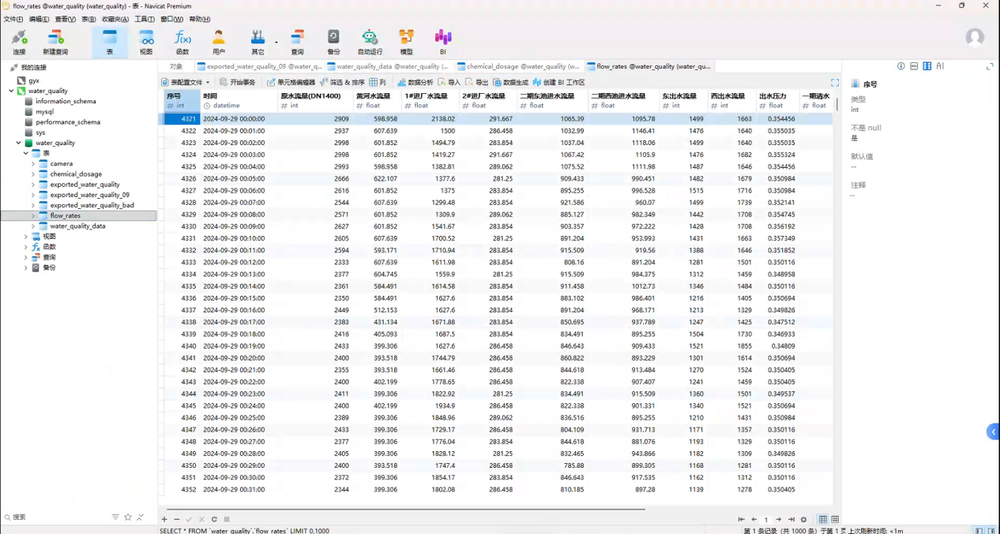 flow_rates @water_quality (water_quality) - 表 - Navicat Premium
文件(F) 编辑(E) 查看(V) 表(B) 收藏夹(A) 工具(T) 窗口(W) 帮助(H)
连接 新建查询 表 视图 函数 用户 其它 查询 备份 自动运行 模型 BI
我的连接
gyx
water_quality
information_schema
mysql
performance_schema
sys
water_quality
表
camera
chemical_dosage
exported_water_quality
exported_water_quality_09
exported_water_quality_bad
flow_rates
water_quality_data
视图
函数
查询
备份
搜索
对象 exported_water_quality_09 @water_q... water_quality_data @water_quality (... chemical_dosage @water_quality (w... flow_rates @water_quality (water_qu...
表配置文件 开始事务 单元格编辑器 筛选 & 排序 列 数据分析 导入 导出 数据生成 创建 BI 工作区
序号 时间 原水流量(DN1400) 黄河水流量 1#进厂水流量 2#进厂水流量 二期东池进水流量 二期西池进水流量 东出水流量 西出水流量 出水压力 一期清水
# int datetime # int # float # float # float # float # float # int # int # float # float
4321 2024-09-29 00:00:00 2909 598.958 2138.02 291.667 1065.39 1095.78 1499 1663 0.354456
4322 2024-09-29 00:01:00 2937 607.639 1500 286.458 1032.99 1146.41 1476 1640 0.355035
4323 2024-09-29 00:02:00 2998 601.852 1494.79 283.854 1037.04 1118.06 1499 1640 0.355035
4324 2024-09-29 00:03:00 2998 601.852 1419.27 291.667 1067.42 1105.9 1476 1682 0.355324
4325 2024-09-29 00:04:00 2993 598.958 1382.81 289.062 1075.52 1111.98 1487 1646 0.354456
4326 2024-09-29 00:05:00 2666 622.107 1377.6 281.25 909.433 990.451 1482 1679 0.350984
4327 2024-09-29 00:06:00 2616 601.852 1375 283.854 895.255 996.528 1515 1716 0.350984
4328 2024-09-29 00:07:00 2544 607.639 1299.48 283.854 921.586 960.07 1499 1739 0.352141
4329 2024-09-29 00:08:00 2571 601.852 1309.9 289.062 885.127 982.349 1442 1708 0.354745
4330 2024-09-29 00:09:00 2627 601.852 1541.67 283.854 903.357 972.222 1428 1708 0.356192
4331 2024-09-29 00:10:00 2605 607.639 1700.52 281.25 891.204 953.993 1431 1663 0.357349
4332 2024-09-29 00:11:00 2594 593.171 1710.94 283.854 915.509 919.56 1388 1646 0.351852
4333 2024-09-29 00:12:00 2333 607.639 1611.98 283.854 808.16 891.204 1281 1501 0.350116
4334 2024-09-29 00:13:00 2377 604.745 1559.9 281.25 915.509 984.375 1312 1459 0.348958
4335 2024-09-29 00:14:00 2361 584.491 1614.58 283.854 911.458 1012.73 1346 1484 0.350116
4336 2024-09-29 00:15:00 2350 584.491 1627.6 283.854 883.102 986.401 1216 1405 0.350694
4337 2024-09-29 00:16:00 2449 512.153 1627.6 283.854 891.204 968.171 1213 1329 0.349826
4338 2024-09-29 00:17:00 2383 431.134 1671.88 283.854 850.695 937.789 1247 1425 0.347512
4339 2024-09-29 00:18:00 2416 405.093 1687.5 283.854 834.491 895.255 1504 1730 0.346933
4340 2024-09-29 00:19:00 2433 399.306 1627.6 286.458 846.643 909.433 1521 1855 0.34809
4341 2024-09-29 00:20:00 2400 393.518 1744.79 286.458 860.822 893.229 1301 1614 0.350694
4342 2024-09-29 00:21:00 2355 393.518 1661.46 286.458 844.618 913.484 1270 1524 0.350405
4343 2024-09-29 00:22:00 2400 402.199 1778.65 286.458 822.338 907.407 1241 1459 0.350405
4344 2024-09-29 00:23:00 2411 399.306 1822.92 281.25 834.491 915.509 1360 1501 0.349537
4345 2024-09-29 00:24:00 2400 402.199 1934.9 286.458 822.338 901.331 1340 1521 0.350694
4346 2024-09-29 00:25:00 2389 399.306 1848.96 289.062 836.516 895.255 1210 1431 0.350984
4347 2024-09-29 00:26:00 2433 399.306 1729.17 286.458 804.109 931.713 1171 1357 0.350116
4348 2024-09-29 00:27:00 2377 399.306 1776.04 283.854 844.618 881.076 1193 1329 0.350116
4349 2024-09-29 00:28:00 2405 399.306 1828.12 281.25 832.465 943.866 1182 1309 0.349826
4350 2024-09-29 00:29:00 2400 393.518 1747.4 286.458 785.88 899.305 1168 1281 0.350116
4351 2024-09-29 00:30:00 2372 399.306 1854.17 283.854 846.643 917.535 1162 1312 0.350116
4352 2024-09-29 00:31:00 2344 399.306 1802.08 286.458 810.185 897.28 1139 1278 0.350405
1
SELECT * FROM `water_quality`.`flow_rates` LIMIT 0,1000
第 1 条记录（共 1000 条）于第 1 页 上次刷新时间: <1m
AI
序号
类型
int
不是 null
是
默认值
--
注释
--